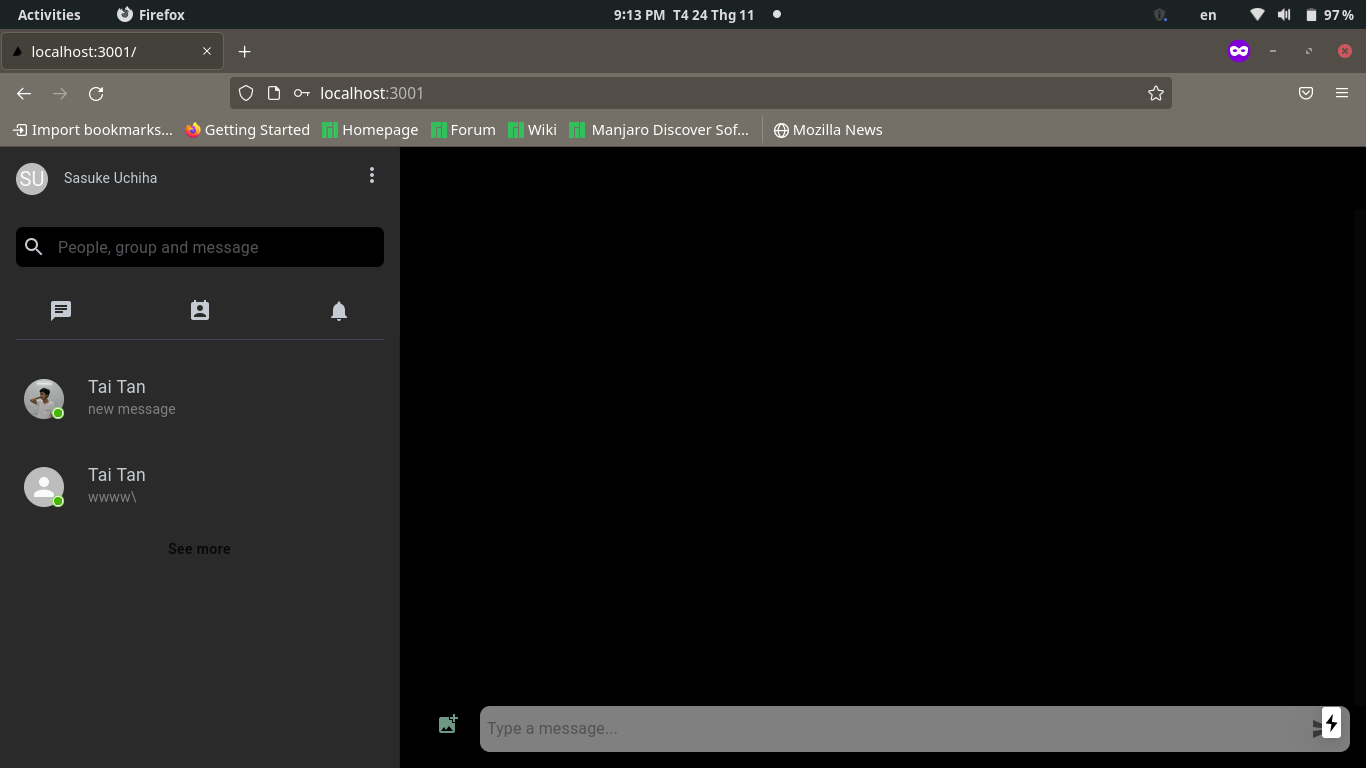 Activities Firefox 9:13 PM T4 24 Thg 11 en 97 %
localhost:3001/
localhost:3001
Import bookmarks... Getting Started Homepage Forum Wiki Manjaro Discover Sof... Mozilla News
SU Sasuke Uchiha
People, group and message
Tai Tan
new message
Tai Tan
wwww\
See more
Type a message...